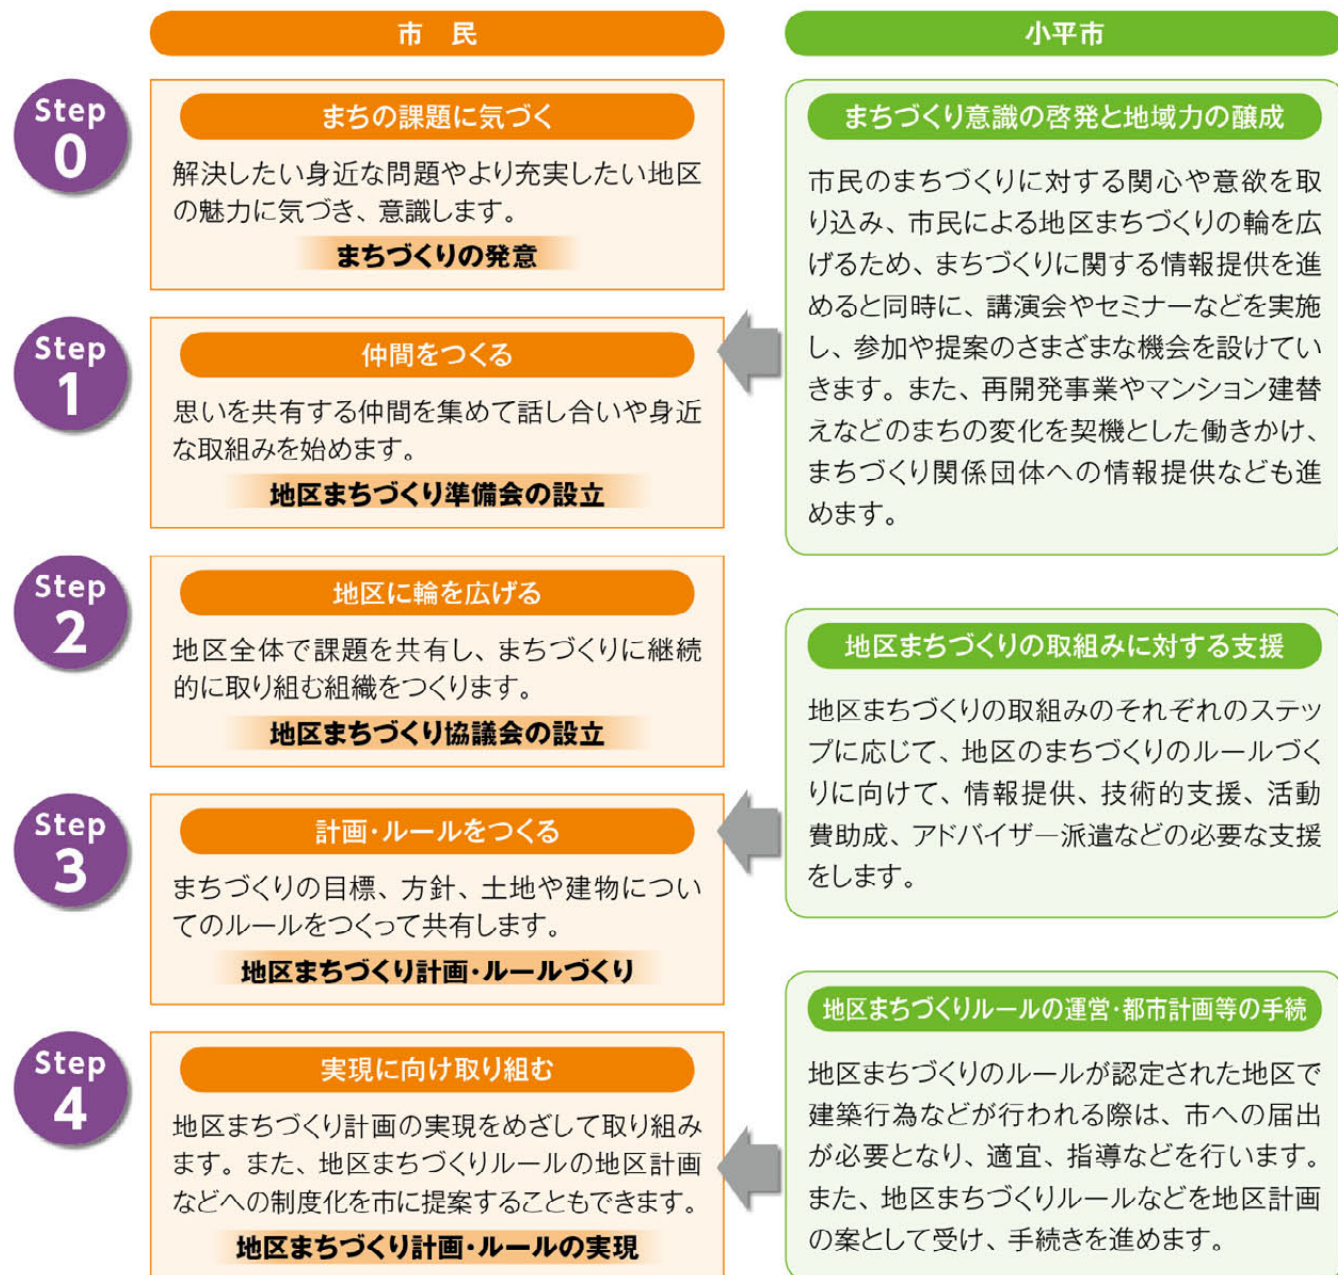 市　民
Step
0
まちの課題に気づく
解決したい身近な問題やより充実したい地区
の魅力に気づき、意識します。
まちづくりの発意
Step
1
仲間をつくる
思いを共有する仲間を集めて話し合いや身近
な取組みを始めます。
地区まちづくり準備会の設立
Step
2
地区に輪を広げる
地区全体で課題を共有し、まちづくりに継続
的に取り組む組織をつくります。
地区まちづくり協議会の設立
Step
3
計画・ルールをつくる
まちづくりの目標、方針、土地や建物につい
てのルールをつくって共有します。
地区まちづくり計画・ルールづくり
Step
4
実現に向け取り組む
地区まちづくり計画の実現をめざして取り組み
ます。また、地区まちづくりルールの地区計画
などへの制度化を市に提案することもできます。
地区まちづくり計画・ルールの実現
小平市
まちづくり意識の啓発と地域力の醸成
市民のまちづくりに対する関心や意欲を取
り込み、市民による地区まちづくりの輪を広
げるため、まちづくりに関する情報提供を進
めると同時に、講演会やセミナーなどを実施
し、参加や提案のさまざまな機会を設けてい
きます。また、再開発事業やマンション建替
えなどのまちの変化を契機とした働きかけ、
まちづくり関係団体への情報提供なども進
めます。
地区まちづくりの取組みに対する支援
地区まちづくりの取組みのそれぞれのステッ
プに応じて、地区のまちづくりのルールづく
りに向けて、情報提供、技術的支援、活動
費助成、アドバイザー派遣などの必要な支援
をします。
地区まちづくりルールの運営・都市計画等の手続
地区まちづくりのルールが認定された地区で
建築行為などが行われる際は、市への届出
が必要となり、適宜、指導などを行います。
また、地区まちづくりルールなどを地区計画
の案として受け、手続きを進めます。